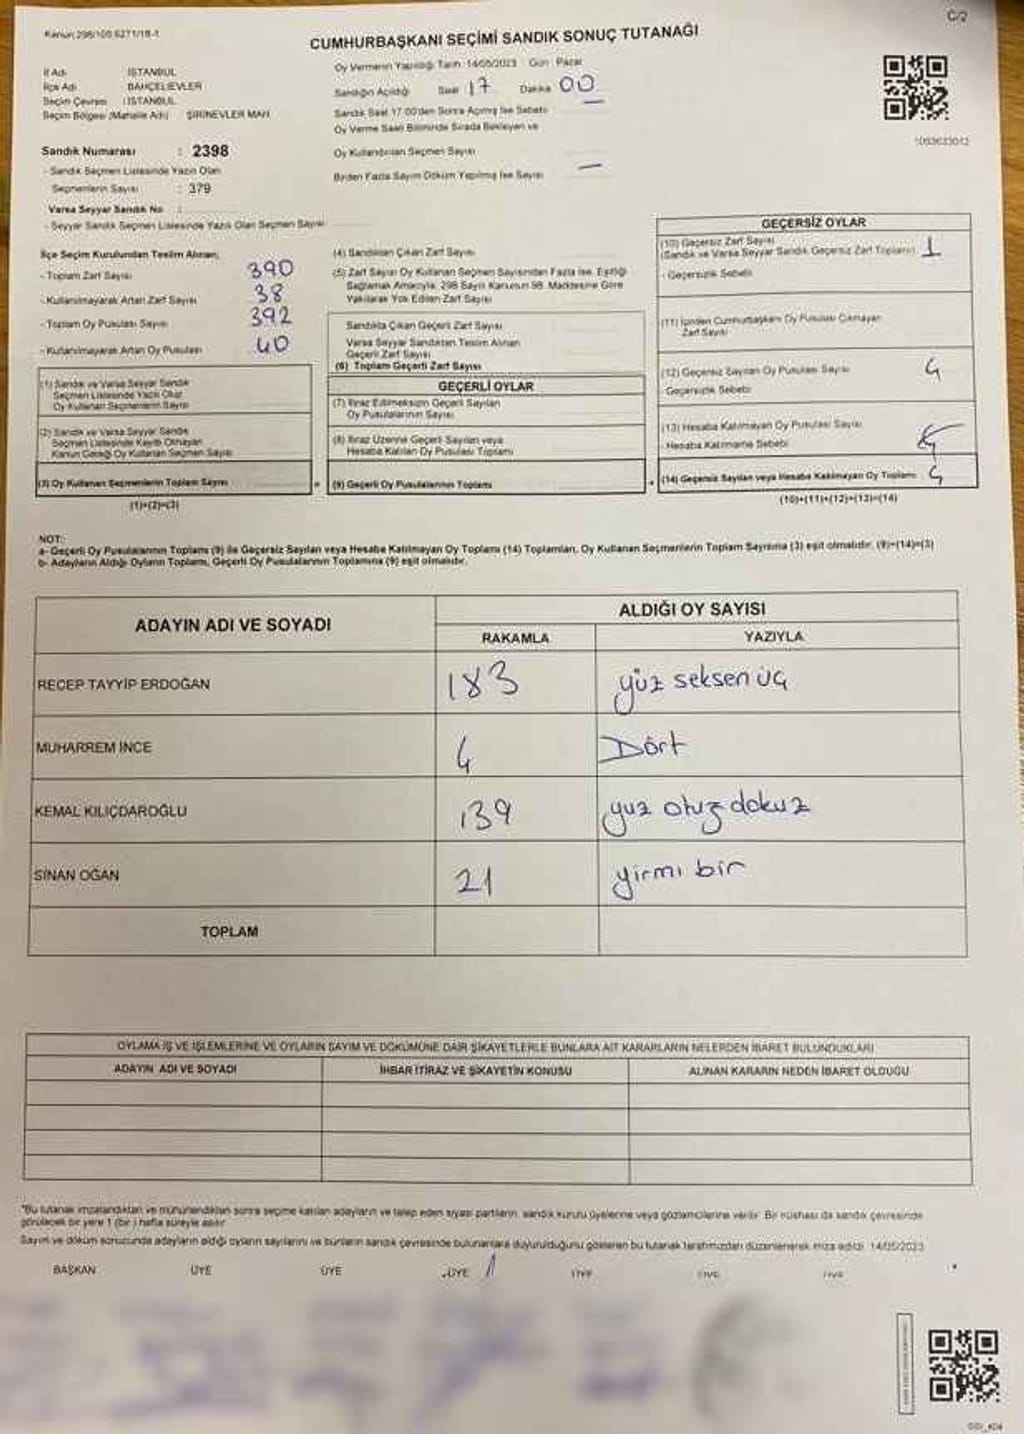 C/2
Kanun 298/105 6271/18-1
CUMHURBAŞKANI SEÇİMİ SANDIK SONUÇ TUTANAĞI
İl Adı İSTANBUL
İlçe Adı BAHÇELİEVLER
Seçim Çevresi : İSTANBUL
Seçim Bölgesi (Mahalle Adı) ŞİRİNEVLER MAH.
Oy Vermenin Yapıldığı Tarih 14/05/2023 Gün : Pazar
Sandığın Açıldığı Saat 17 Dakika 00
Sandık Saat 17:00'den Sonra Açılmış İse Sebebi —
Oy Verme Saati Bitiminde Sırada Bekleyen ve
Oy Kullandırılan Seçmen Sayısı
Birden Fazla Sayım Döküm Yapılmış İse Sayısı —
Sandık Numarası : 2398
- Sandık Seçmen Listesinde Yazılı Olan
Seçmenlerin Sayısı : 379
Varsa Seyyar Sandık No :
- Seyyar Sandık Seçmen Listesinde Yazılı Olan Seçmen Sayısı
İlçe Seçim Kurulundan Teslim Alınan;
- Toplam Zarf Sayısı 390
- Kullanılmayarak Artan Zarf Sayısı 38
- Toplam Oy Pusulası Sayısı 392
- Kullanılmayarak Artan Oy Pusulası 40
(1) Sandık ve Varsa Seyyar Sandık
Seçmen Listesinde Yazılı Olup
Oy Kullanan Seçmenlerin Sayısı
(2) Sandık ve Varsa Seyyar Sandık
Seçmen Listesinde Kayıtlı Olmayan
Kanun Gereği Oy Kullanan Seçmen Sayısı
(3) Oy Kullanan Seçmenlerin Toplam Sayısı
(1)+(2)=(3)
(4) Sandıktan Çıkan Zarf Sayısı
(5) Zarf Sayısı Oy Kullanan Seçmen Sayısından Fazla İse, Eşitliği
Sağlamak Amacıyla, 298 Sayılı Kanunun 98. Maddesine Göre
Yakılarak Yok Edilen Zarf Sayısı
Sandıkta Çıkan Geçerli Zarf Sayısı
Varsa Seyyar Sandıktan Teslim Alınan
Geçerli Zarf Sayısı
(6) Toplam Geçerli Zarf Sayısı
GEÇERLİ OYLAR
(7) İtiraz Edilmeksizin Geçerli Sayılan
Oy Pusulalarının Sayısı
(8) İtiraz Üzerine Geçerli Sayılan veya
Hesaba Katılan Oy Pusulası Toplamı
(9) Geçerli Oy Pusulalarının Toplamı
GEÇERSİZ OYLAR
(10) Geçersiz Zarf Sayısı
(Sandık ve Varsa Seyyar Sandık Geçersiz Zarf Toplamı) 1
- Geçersizlik Sebebi
(11) İçinden Cumhurbaşkanı Oy Pusulası Çıkmayan
Zarf Sayısı
(12) Geçersiz Sayılan Oy Pusulası Sayısı 4
Geçersizlik Sebebi
(13) Hesaba Katılmayan Oy Pusulası Sayısı
- Hesaba Katılmama Sebebi
(14) Geçersiz Sayılan veya Hesaba Katılmayan Oy Toplamı
(10)+(11)+(12)+(13)=(14)
NOT:
a- Geçerli Oy Pusulalarının Toplamı (9) ile Geçersiz Sayılan veya Hesaba Katılmayan Oy Toplamı (14) Toplamları, Oy Kullanan Seçmenlerin Toplam Sayısına (3) eşit olmalıdır. (9)+(14)=(3)
b- Adayların Aldığı Oyların Toplamı, Geçerli Oy Pusulalarının Toplamına (9) eşit olmalıdır.
ADAYIN ADI VE SOYADI
ALDIĞI OY SAYISI
RAKAMLA YAZIYLA
RECEP TAYYİP ERDOĞAN 183 yüz seksen üç
MUHARREM İNCE 4 Dört
KEMAL KILIÇDAROĞLU 139 yuz otuz dokuz
SİNAN OĞAN 21 yirmi bir
TOPLAM
OYLAMA İŞ VE İŞLEMLERİNE VE OYLARIN SAYIM VE DÖKÜMÜNE DAİR ŞİKAYETLERLE BUNLARA AİT KARARLARIN NELERDEN İBARET BULUNDUKLARI
ADAYIN ADI VE SOYADI İHBAR İTİRAZ VE ŞİKAYETİN KONUSU ALINAN KARARIN NEDEN İBARET OLDUĞU
*Bu tutanak imzalandıktan ve mühürlendikten sonra seçime katılan adayların ve talep eden siyasi partilerin, sandık kurulu üyelerine veya gözlemcilerine verilir. Bir nüshası da sandık çevresinde
görülecek bir yere 1 (bir ) hafta süreyle asılır.
Sayım ve döküm sonucunda adayların aldığı oyların sayılarını ve bunların sandık çevresinde bulunanlara duyurulduğunu gösteren bu tutanak tarafımızdan düzenlenerek imza edildi. 14/05/2023
BAŞKAN ÜYE ÜYE ÜYE ÜYE ÜYE ÜYE